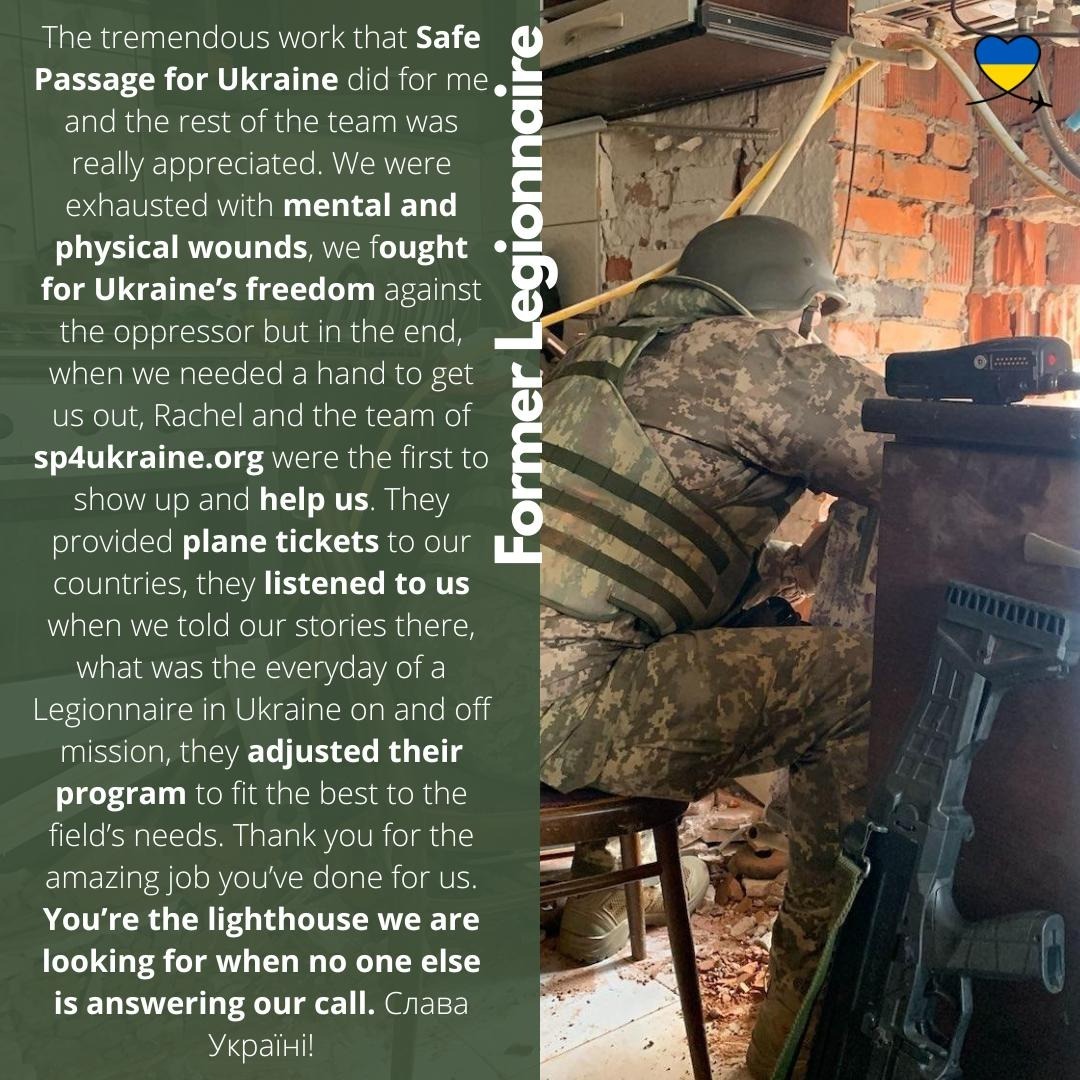 The tremendous work that Safe
Passage for Ukraine did for me
and the rest of the team was
really appreciated. We were
exhausted with mental and
physical wounds, we fought
for Ukraine's freedom against
the oppressor but in the end,
when we needed a hand to get
us out, Rachel and the team of
sp4ukraine.org were the first to
show up and help us. They
provided plane tickets to our
countries, they listened to us
when we told our stories there,
what was the everyday of a
Legionnaire in Ukraine on and off
mission, they adjusted their
program to fit the best to the
field's needs. Thank you for the
amazing job you've done for us.
You're the lighthouse we are
looking for when no one else
is answering our call. Слава
Україні!
Former Legionnaire